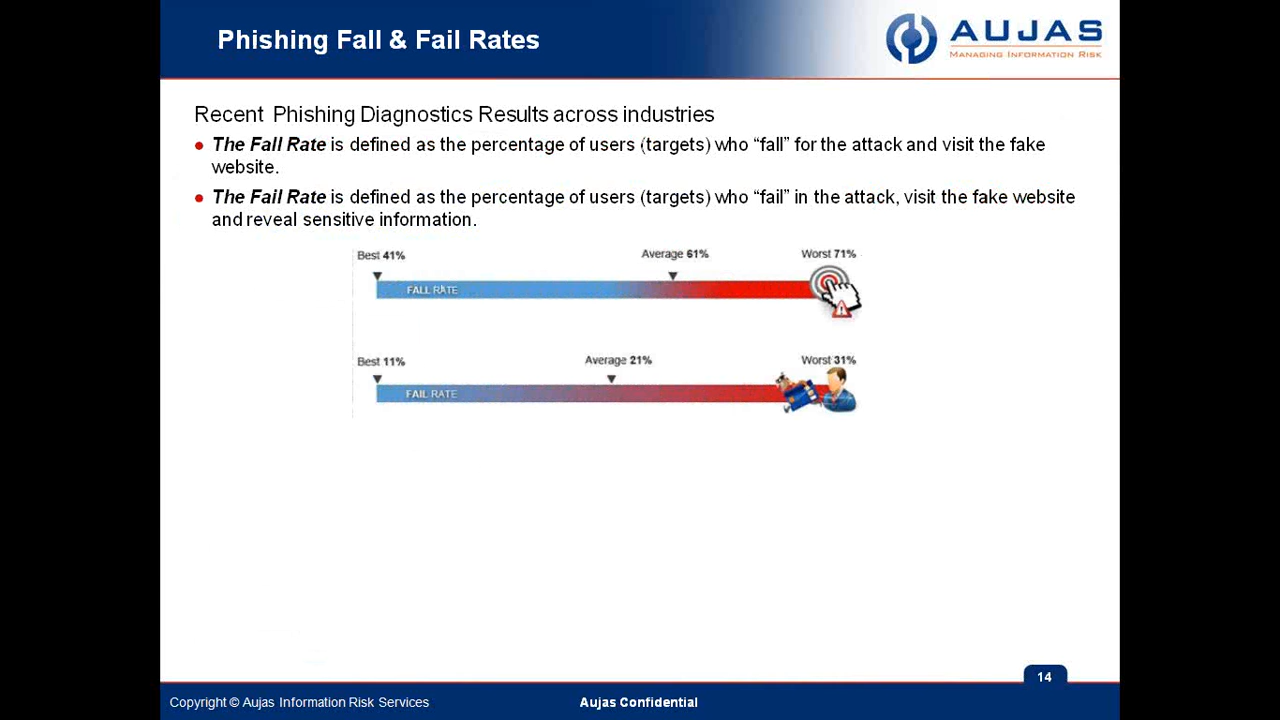 Phishing Fall & Fail Rates
AUJAS
MANAGING INFORMATION RISK
Recent Phishing Diagnostics Results across industries
● The Fall Rate is defined as the percentage of users (targets) who “fall” for the attack and visit the fake
website.
● The Fail Rate is defined as the percentage of users (targets) who “fail” in the attack, visit the fake website
and reveal sensitive information.
Best 41% Average 61% Worst 71%
FALL RATE
Best 11% Average 21% Worst 31%
FAIL RATE
14
Copyright © Aujas Information Risk Services Aujas Confidential